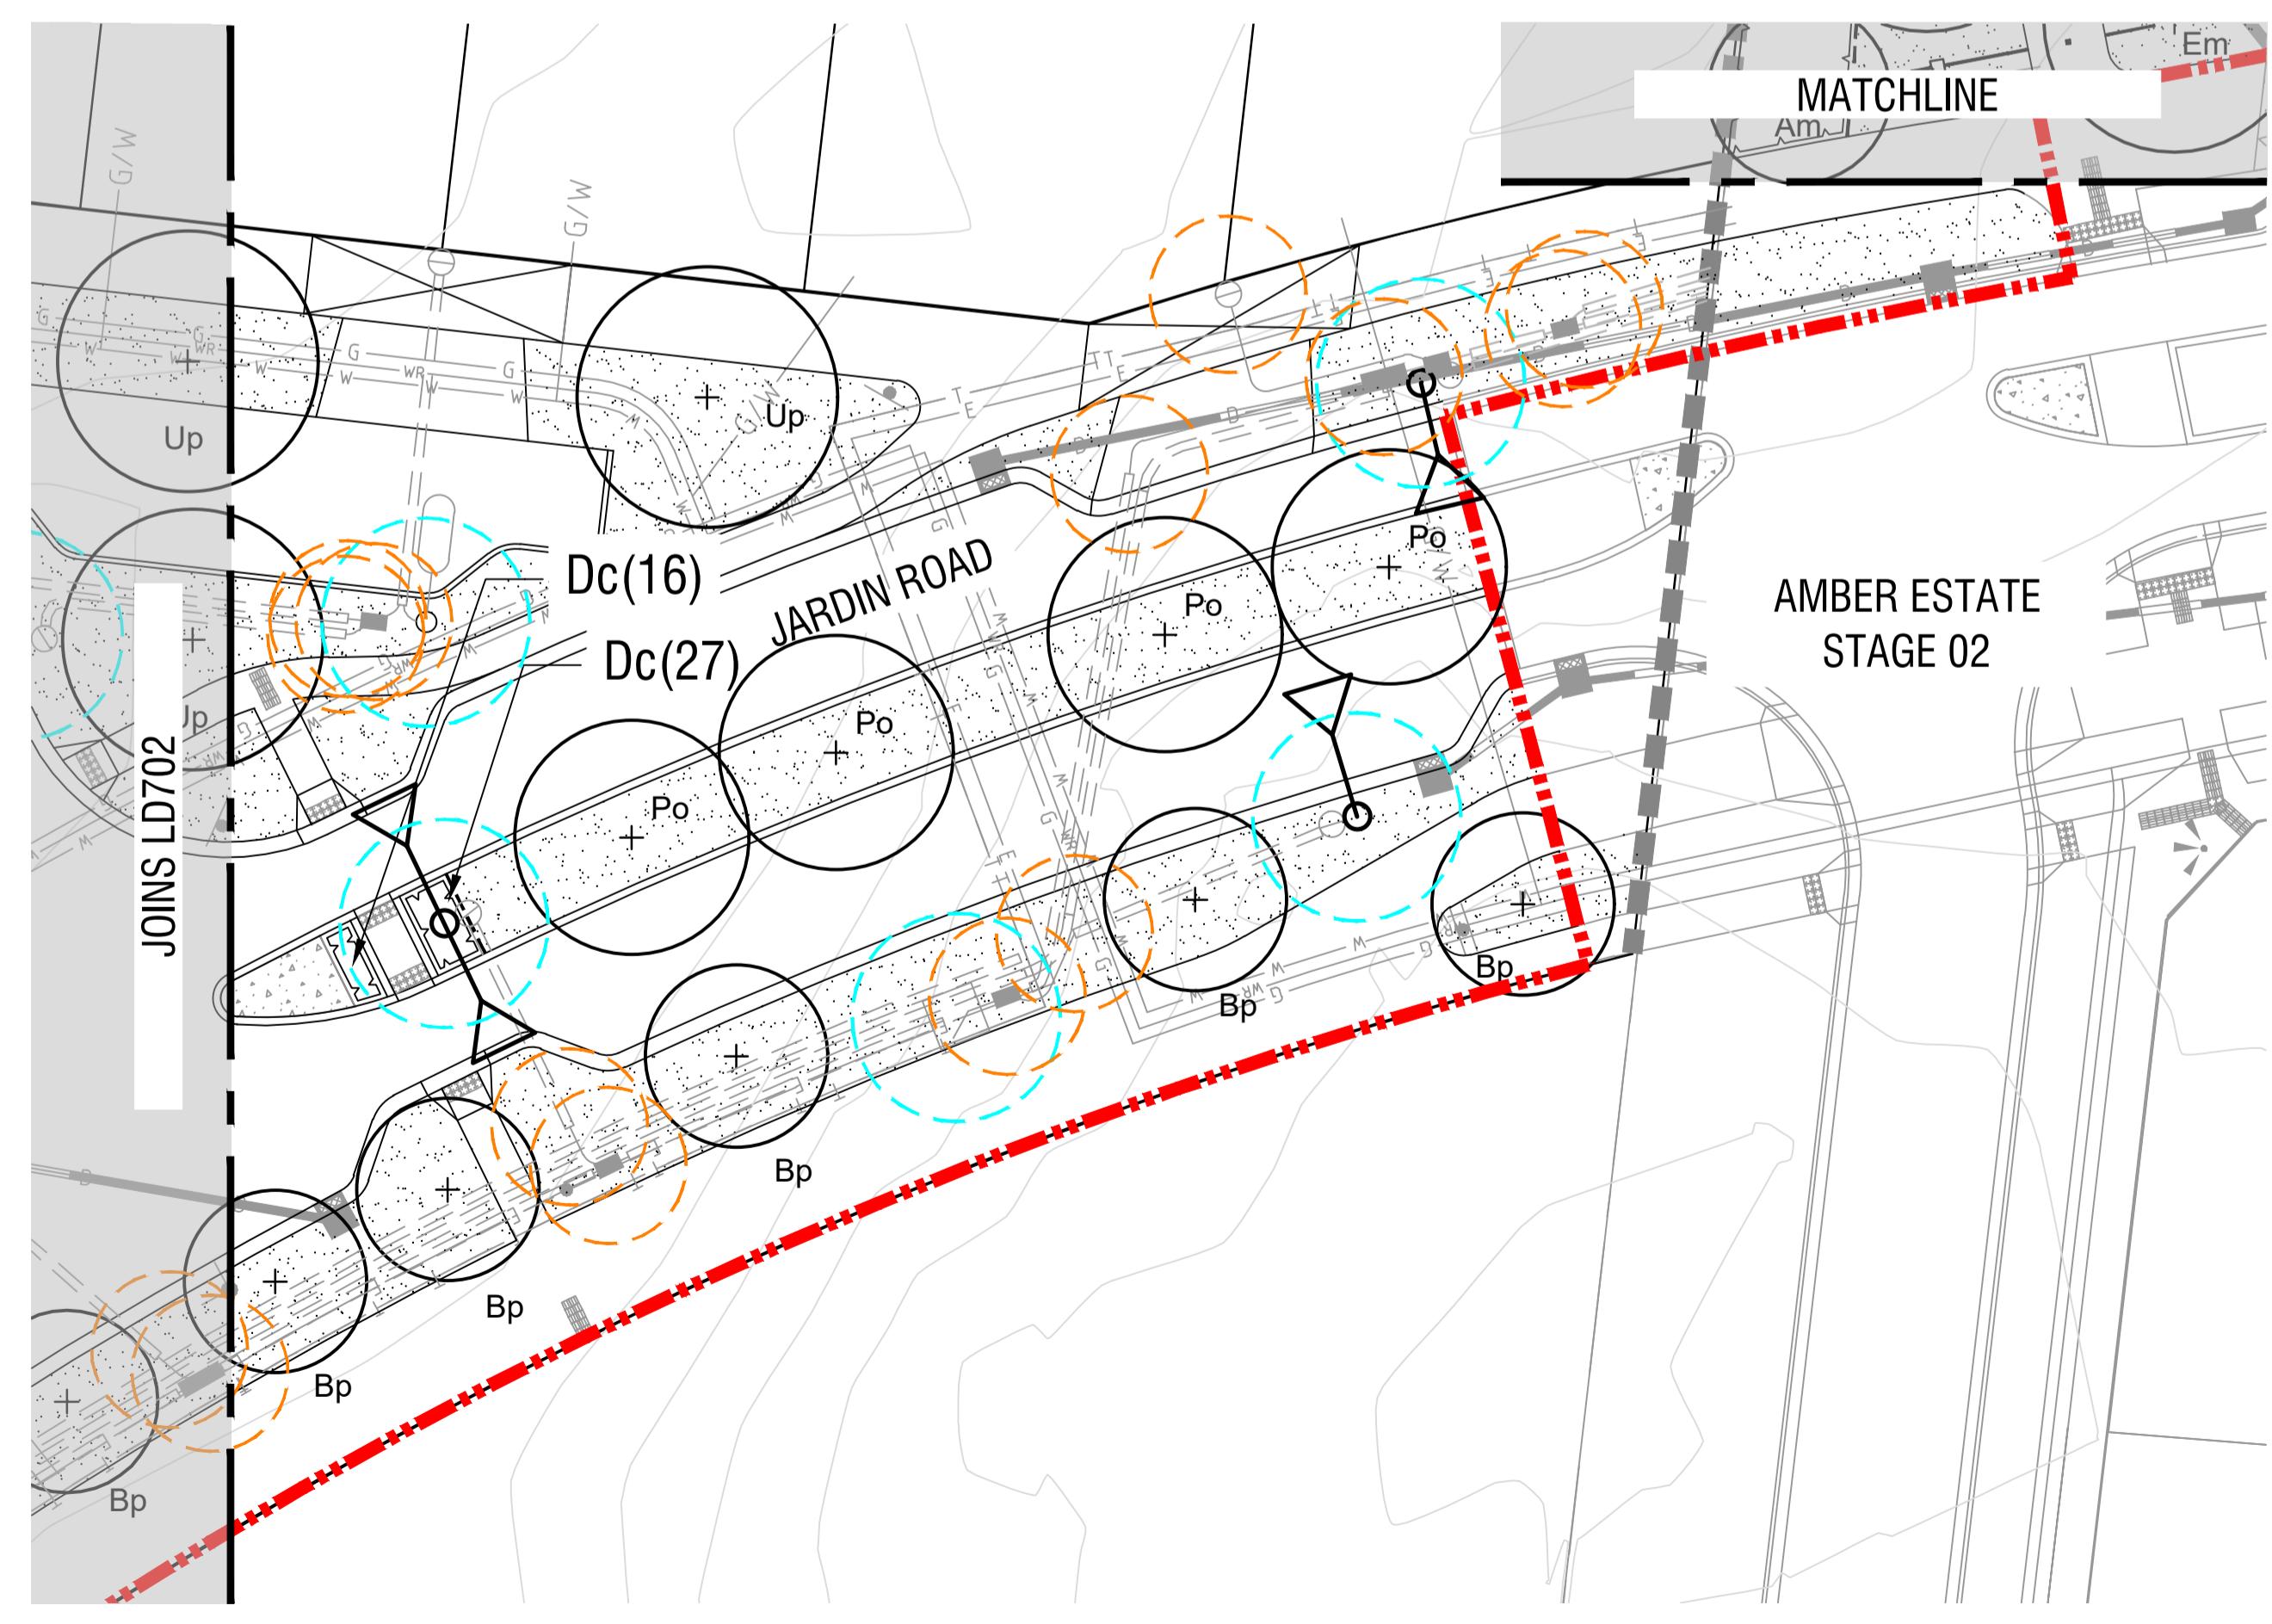 Em
MATCHLINE
Am
G/W
G/W
Up
Up
G/W
Dc(16)
JARDIN ROAD
Po
Dc(27)
Po
AMBER ESTATE
STAGE 02
Up
JOINS LD702
Po
Po
Bp
Bp
Bp
Bp
Bp
Bp